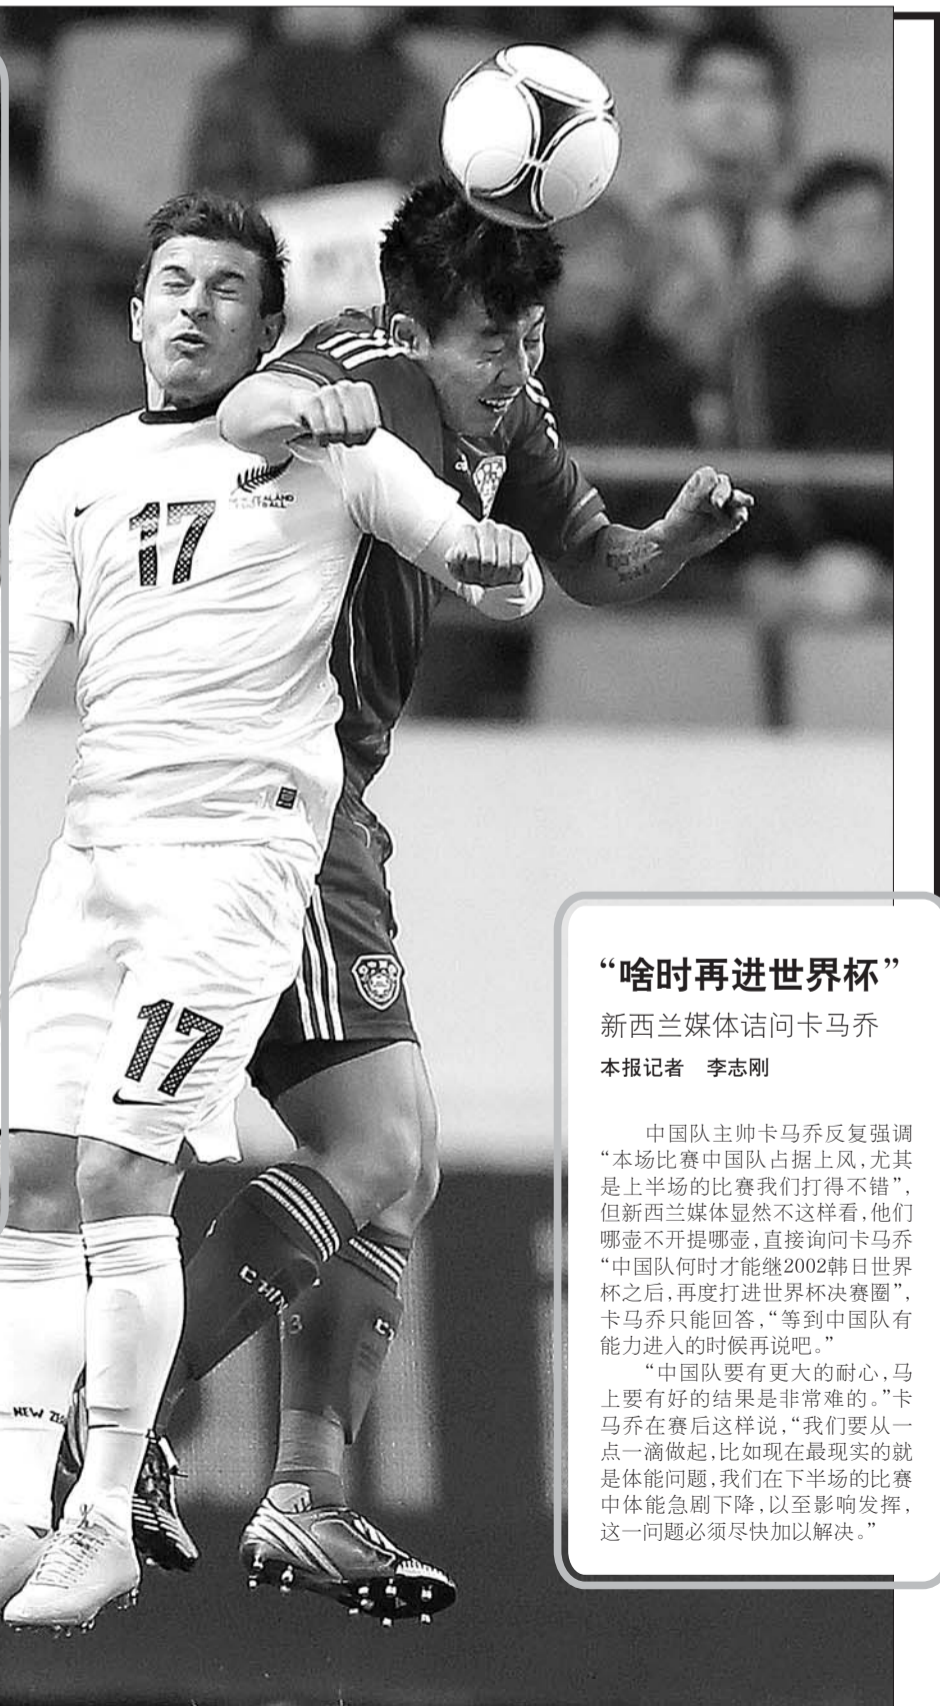 17
NEW ZEALAND
FOOTBALL
17
CHIN
NEW ZE
“啥时再进世界杯”
新西兰媒体诘问卡马乔
本报记者　李志刚
中国队主帅卡马乔反复强调
“本场比赛中国队占据上风，尤其
是上半场的比赛我们打得不错”，
但新西兰媒体显然不这样看，他们
哪壶不开提哪壶，直接询问卡马乔
“中国队何时才能继2002韩日世界
杯之后，再度打进世界杯决赛圈”，
卡马乔只能回答，“等到中国队有
能力进入的时候再说吧。”
“中国队要有更大的耐心，马
上要有好的结果是非常难的。”卡
马乔在赛后这样说，“我们要从一
点一滴做起，比如现在最现实的就
是体能问题，我们在下半场的比赛
中体能急剧下降，以至影响发挥，
这一问题必须尽快加以解决。”